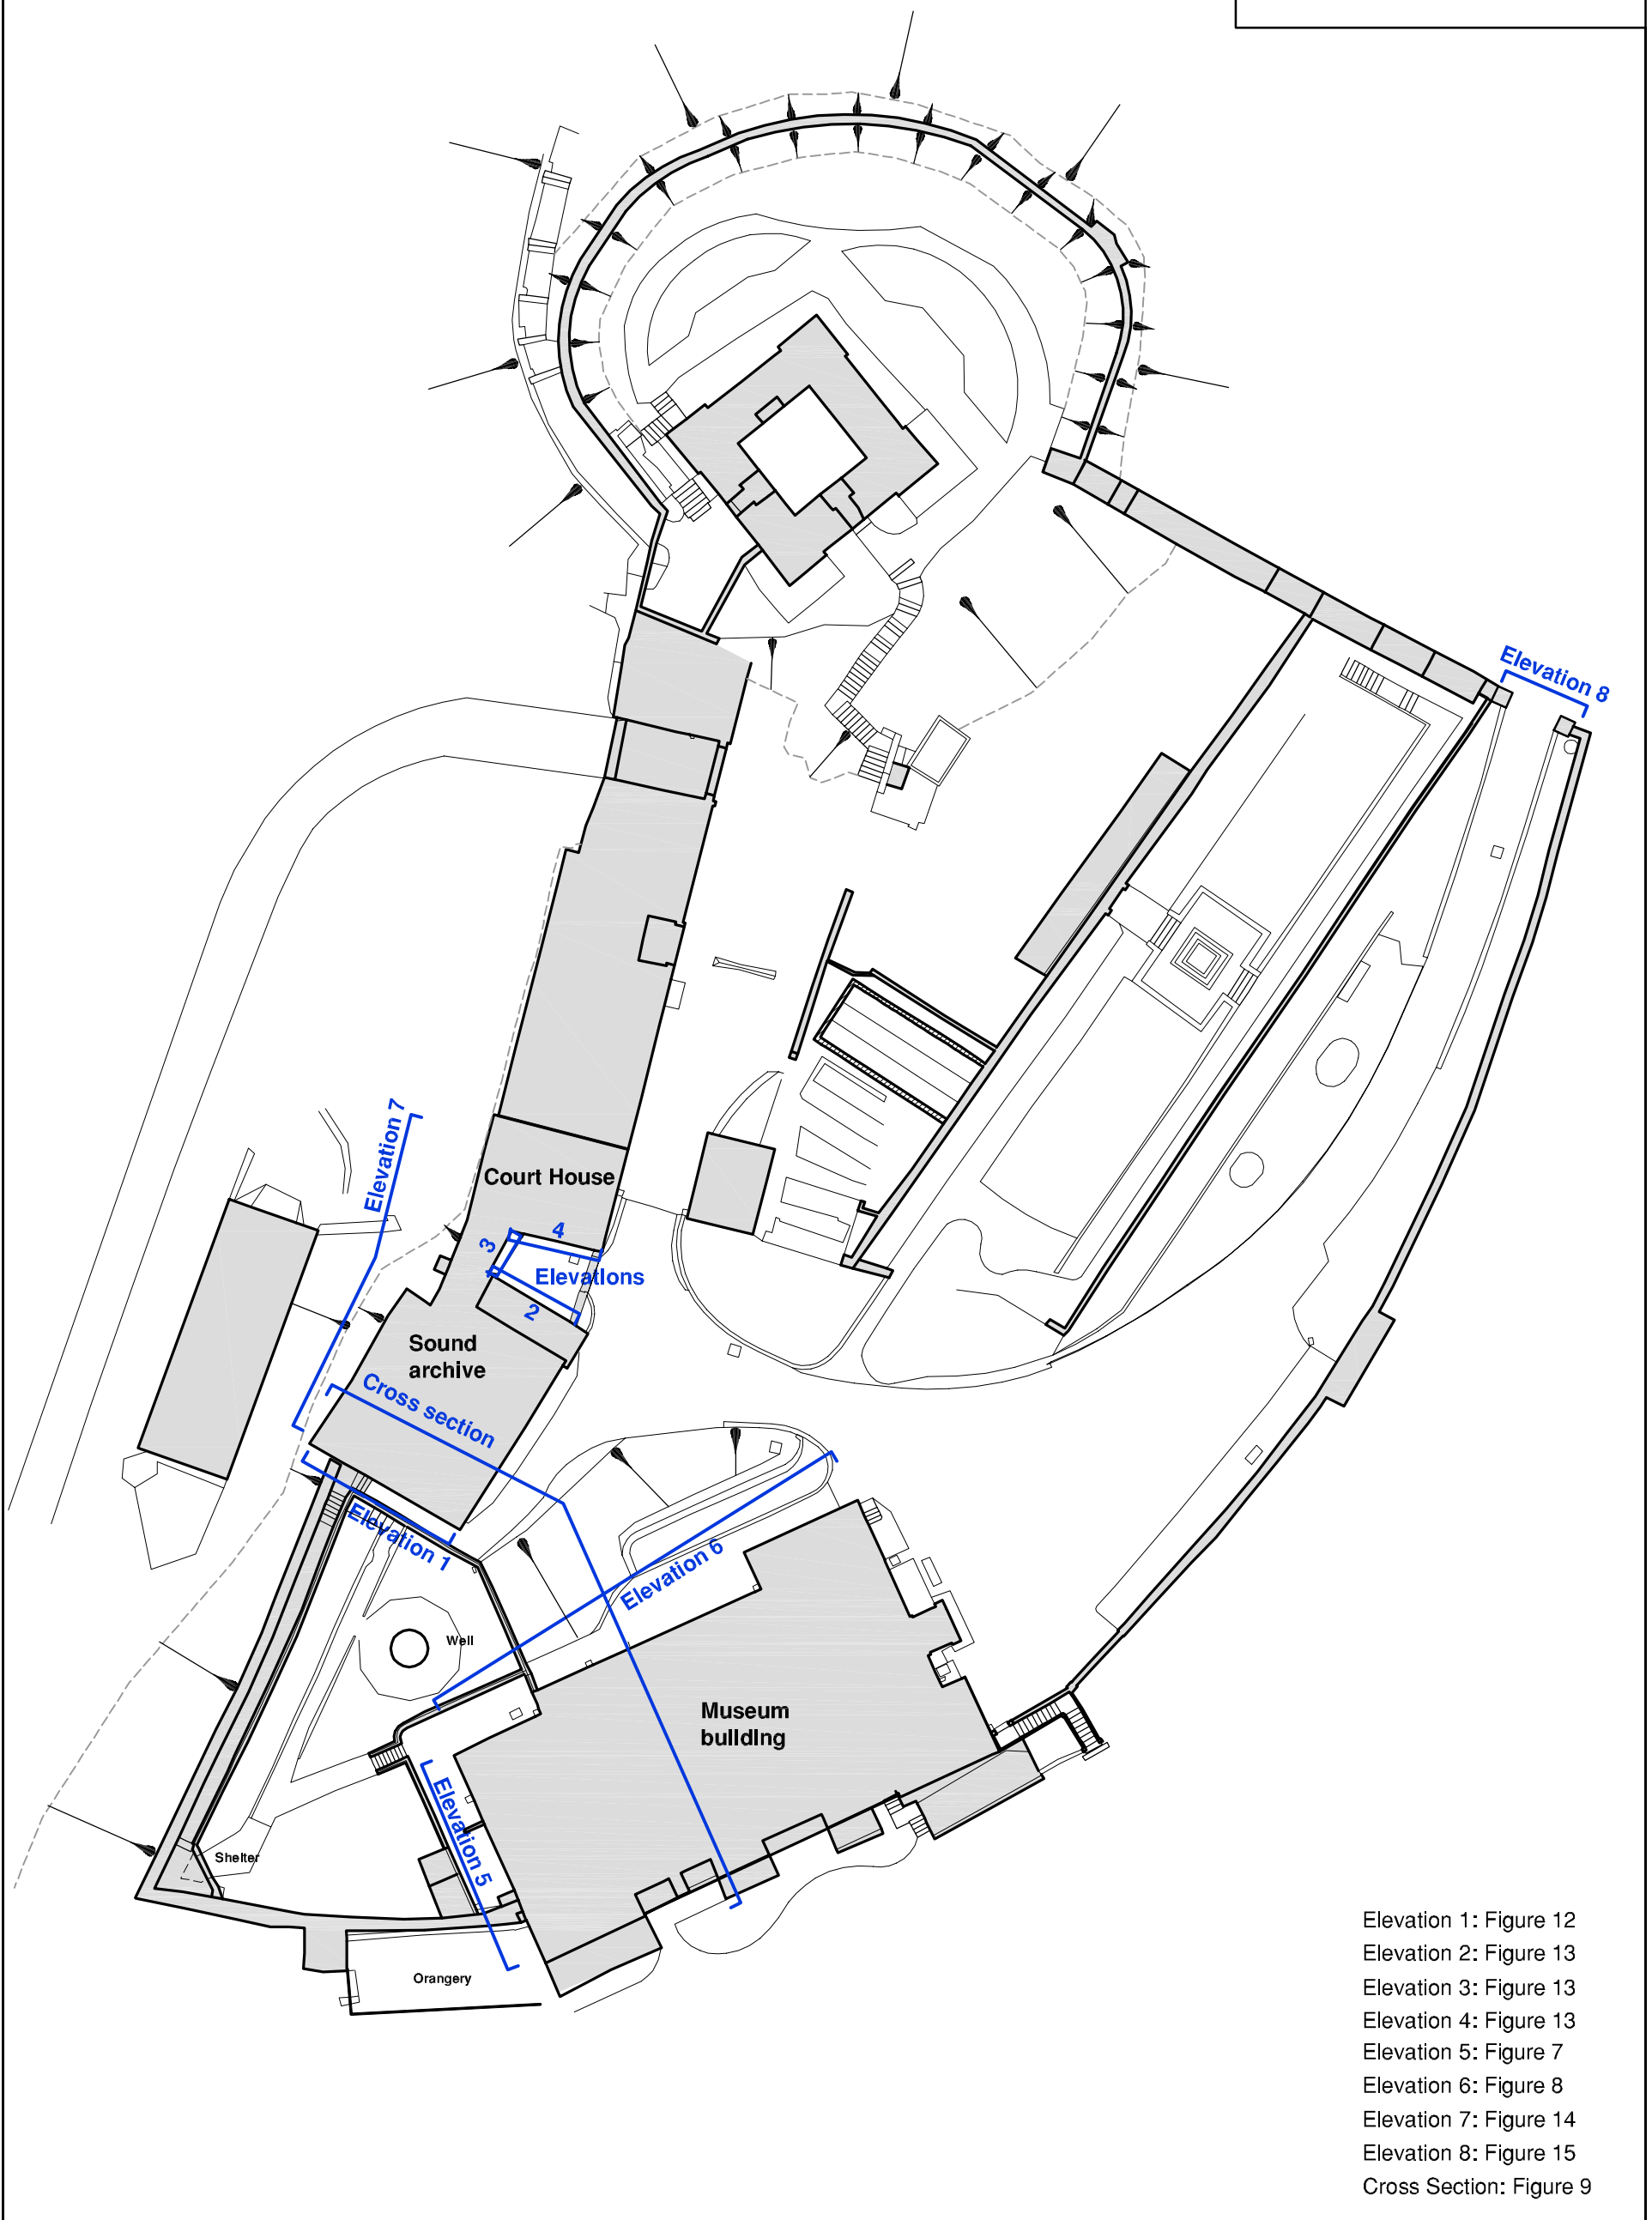 Elevation 8
Elevation 7
Court House
4
3
Elevations
2
Sound
archive
Cross section
Elevation 1
Elevation 6
Well
Museum
building
Elevation 5
Shelter
Orangery
Elevation 1: Figure 12
Elevation 2: Figure 13
Elevation 3: Figure 13
Elevation 4: Figure 13
Elevation 5: Figure 7
Elevation 6: Figure 8
Elevation 7: Figure 14
Elevation 8: Figure 15
Cross Section: Figure 9